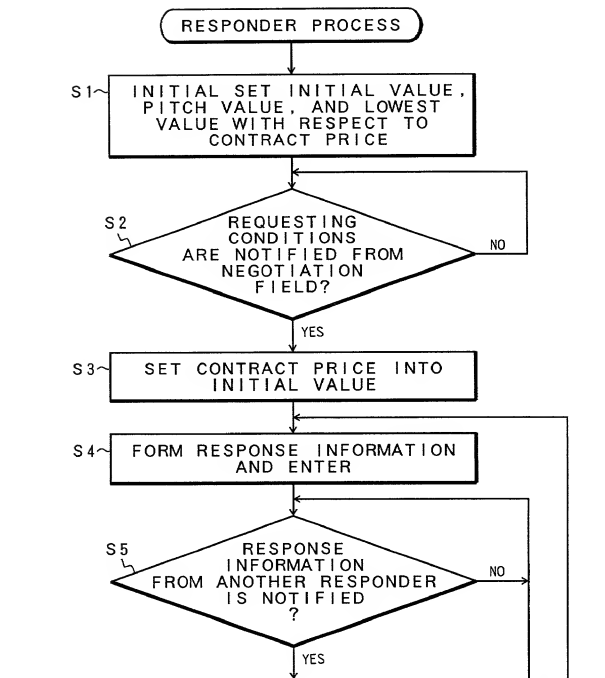 RESPONDER PROCESS
S1
INITIAL SET INITIAL VALUE,
PITCH VALUE, AND LOWEST
VALUE WITH RESPECT TO
CONTRACT PRICE
S2
REQUESTING
CONDITIONS
ARE NOTIFIED FROM
NEGOTIATION
FIELD?
NO
YES
S3
SET CONTRACT PRICE INTO
INITIAL VALUE
S4
FORM RESPONSE INFORMATION
AND ENTER
S5
RESPONSE
INFORMATION
FROM ANOTHER RESPONDER
IS NOTIFIED
?
NO
YES